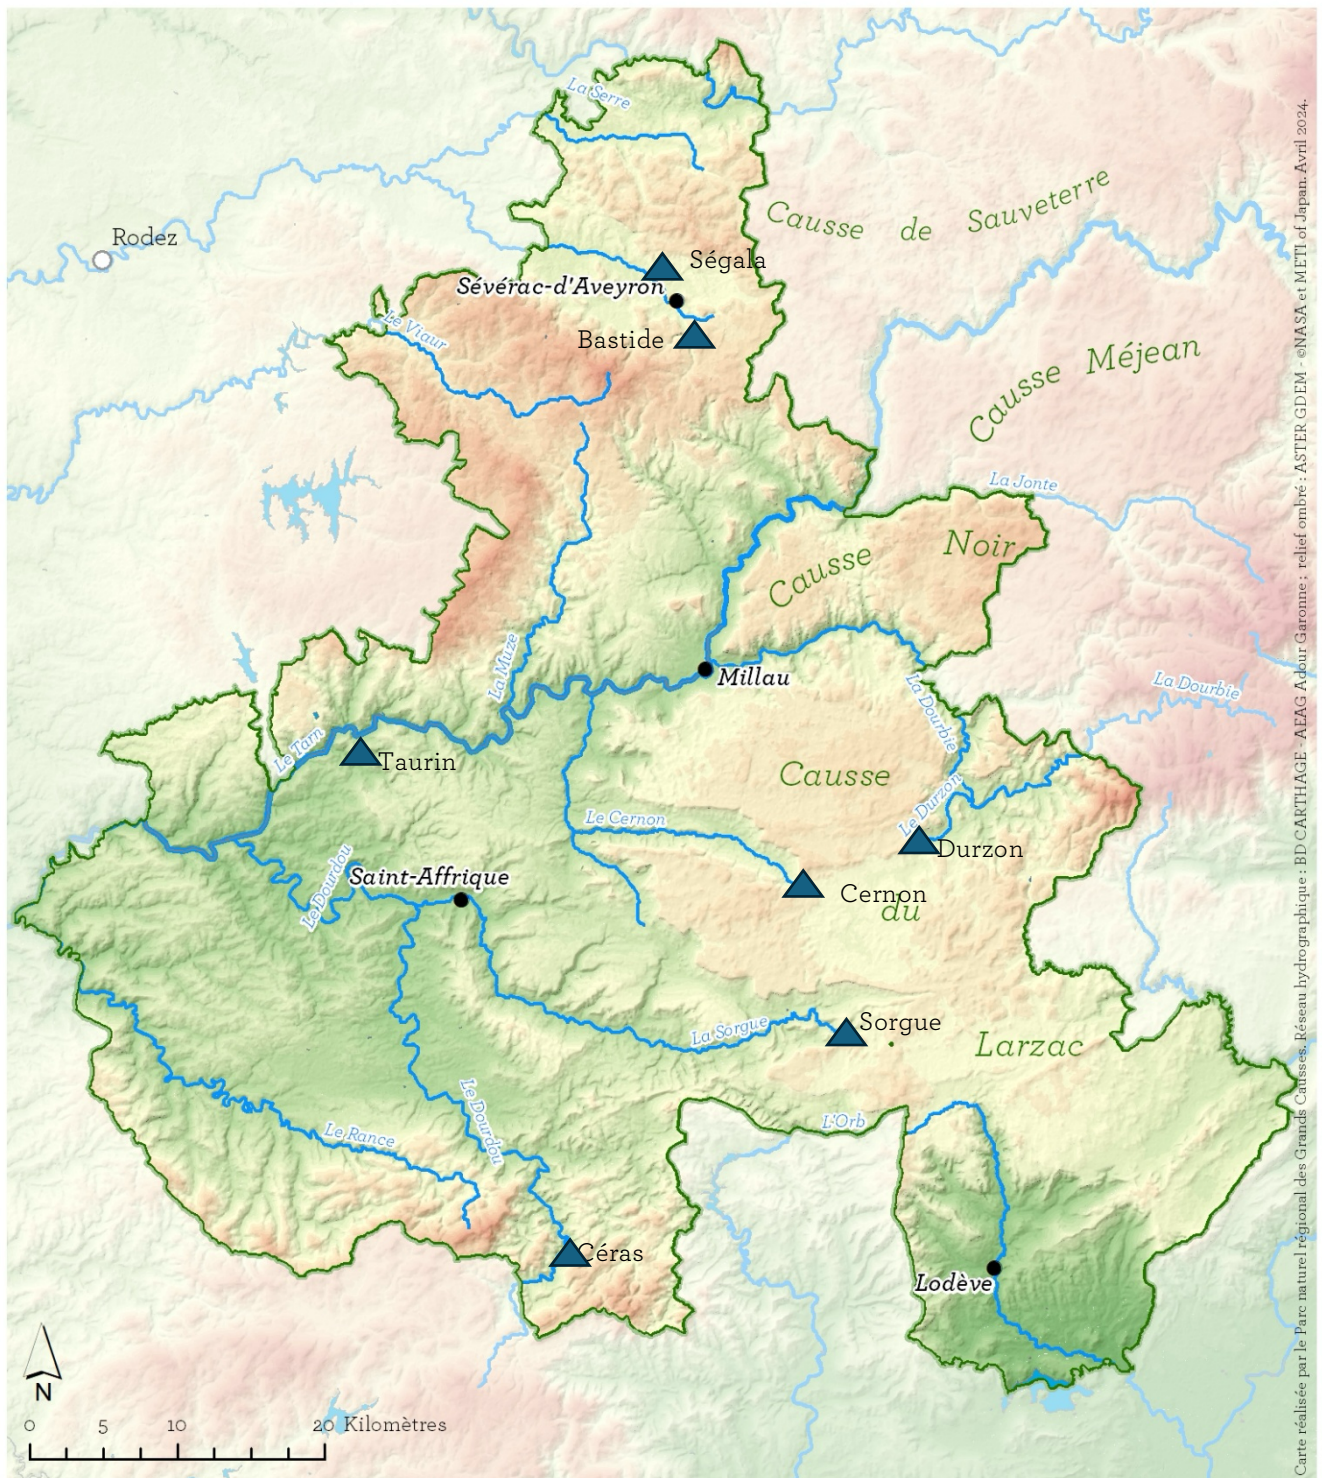 La Serre
Causse de Sauveterre
Rodez
Ségala
Sévérac-d'Aveyron
Le Viaur
Bastide
Causse Méjean
La Jonte
Causse Noir
La Muze
Millau
La Dourbie
La Dourbie
Le Tarn
Taurin
Causse
Le Durzon
Le Cernon
Durzon
Le Dourdou
Saint-Affrique
Cernon
du
Sorgue
La Sorgue
Larzac
Le Dourdou
L'Orb
Le Rance
Céras
Lodève
N
0 5 10 20 Kilomètres
Carte réalisée par le Parc naturel régional des Grands Causses. Réseau hydrographique : BD CARTHAGE - AEAG Adour Garonne ; relief ombré : ASTER GDEM - ©NASA et METI of Japan. Avril 2024.